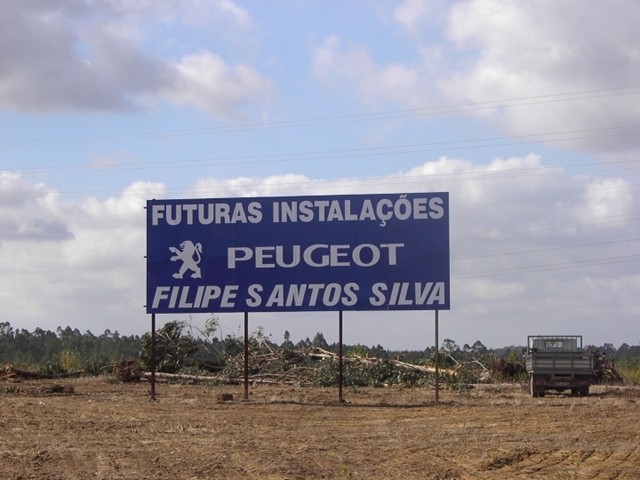 FUTURAS INSTALAÇÕES
PEUGEOT
FILIPE SANTOS SILVA